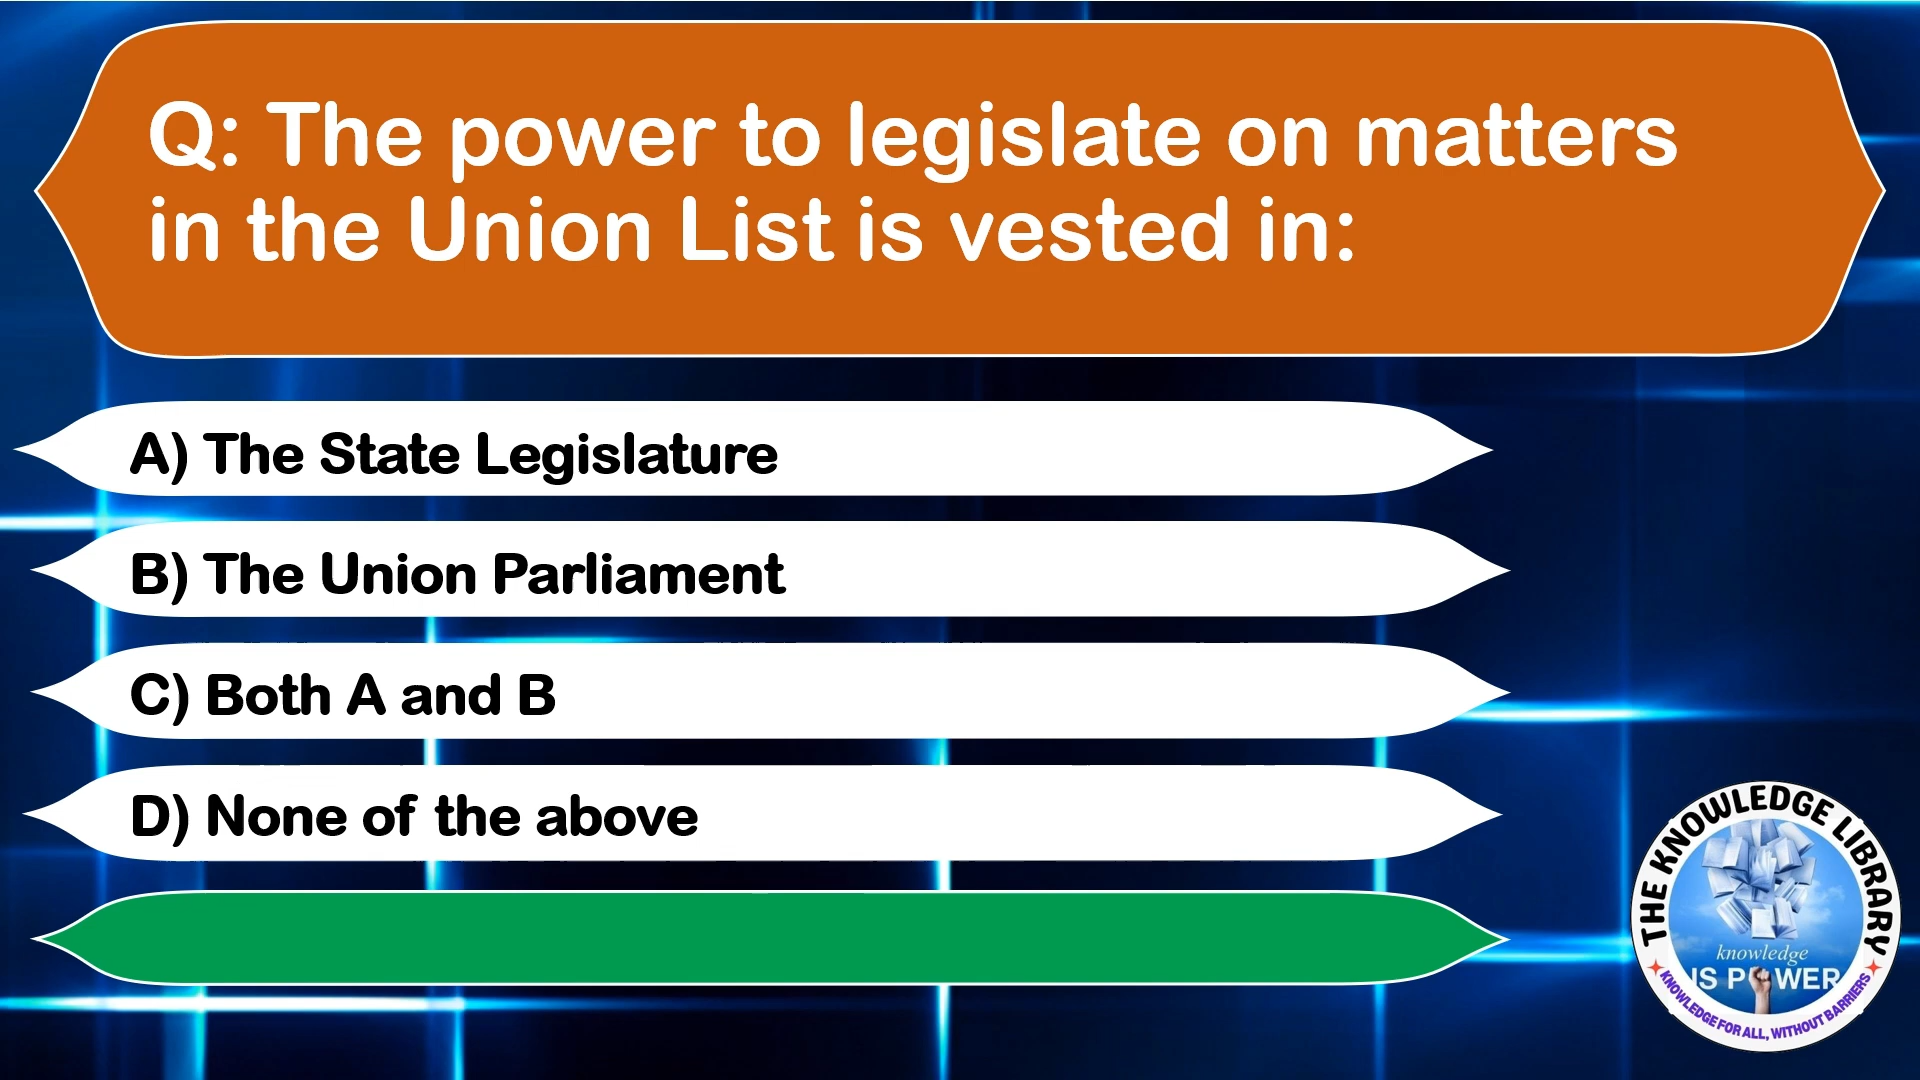 Q: The power to legislate on matters
in the Union List is vested in:
A) The State Legislature
B) The Union Parliament
C) Both A and B
D) None of the above
THE KNOWLEDGE LIBRARY
knowledge
IS POWER
KNOWLEDGE FOR ALL, WITHOUT BARRIERS